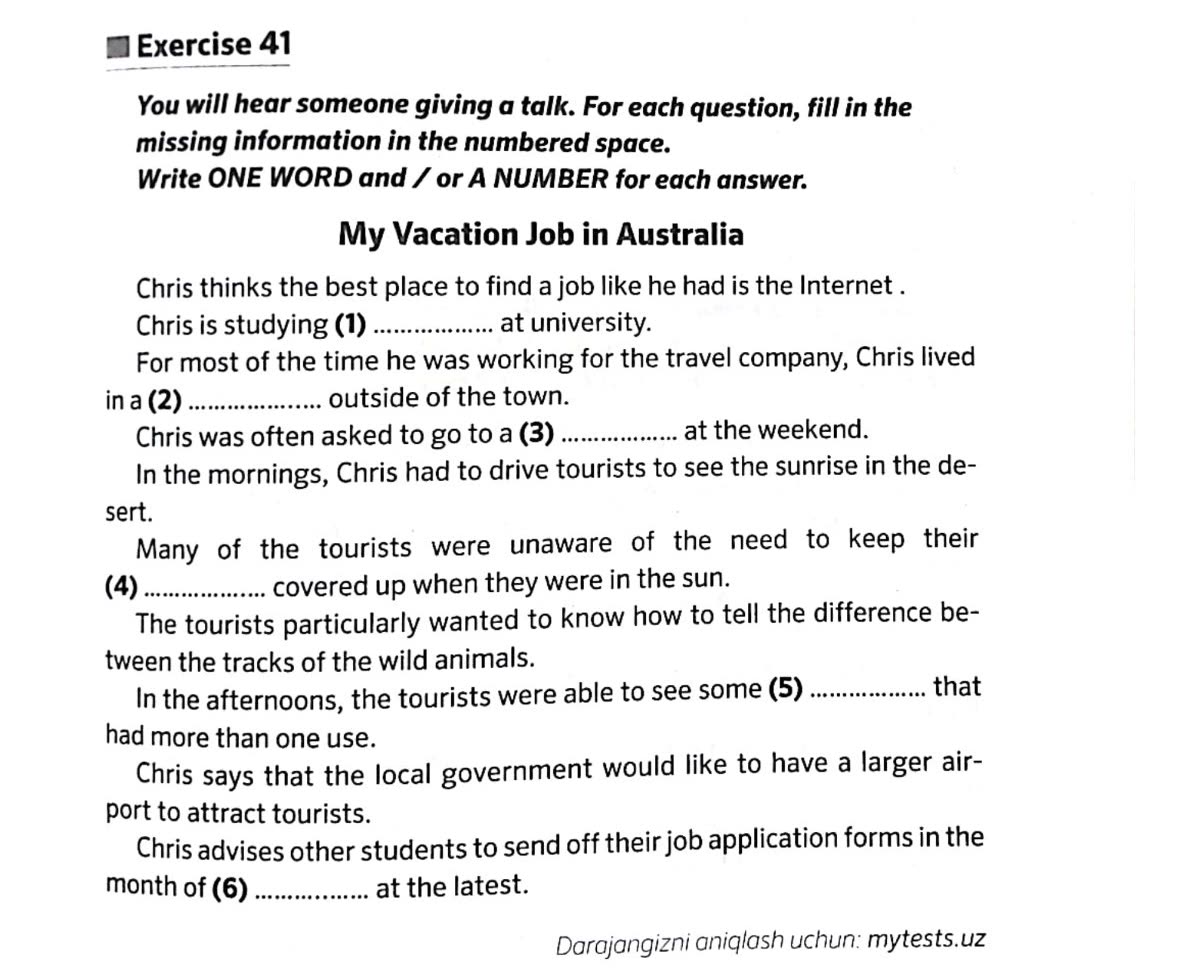 Exercise 41
You will hear someone giving a talk. For each question, fill in the
missing information in the numbered space.
Write ONE WORD and / or A NUMBER for each answer.
My Vacation Job in Australia
Chris thinks the best place to find a job like he had is the Internet .
Chris is studying (1) ................... at university.
For most of the time he was working for the travel company, Chris lived
in a (2) ..................... outside of the town.
Chris was often asked to go to a (3) .................. at the weekend.
In the mornings, Chris had to drive tourists to see the sunrise in the de-
sert.
Many of the tourists were unaware of the need to keep their
(4) ................... covered up when they were in the sun.
The tourists particularly wanted to know how to tell the difference be-
tween the tracks of the wild animals.
In the afternoons, the tourists were able to see some (5) .................. that
had more than one use.
Chris says that the local government would like to have a larger air-
port to attract tourists.
Chris advises other students to send off their job application forms in the
month of (6) .................. at the latest.
Darajangizni aniqlash uchun: mytests.uz